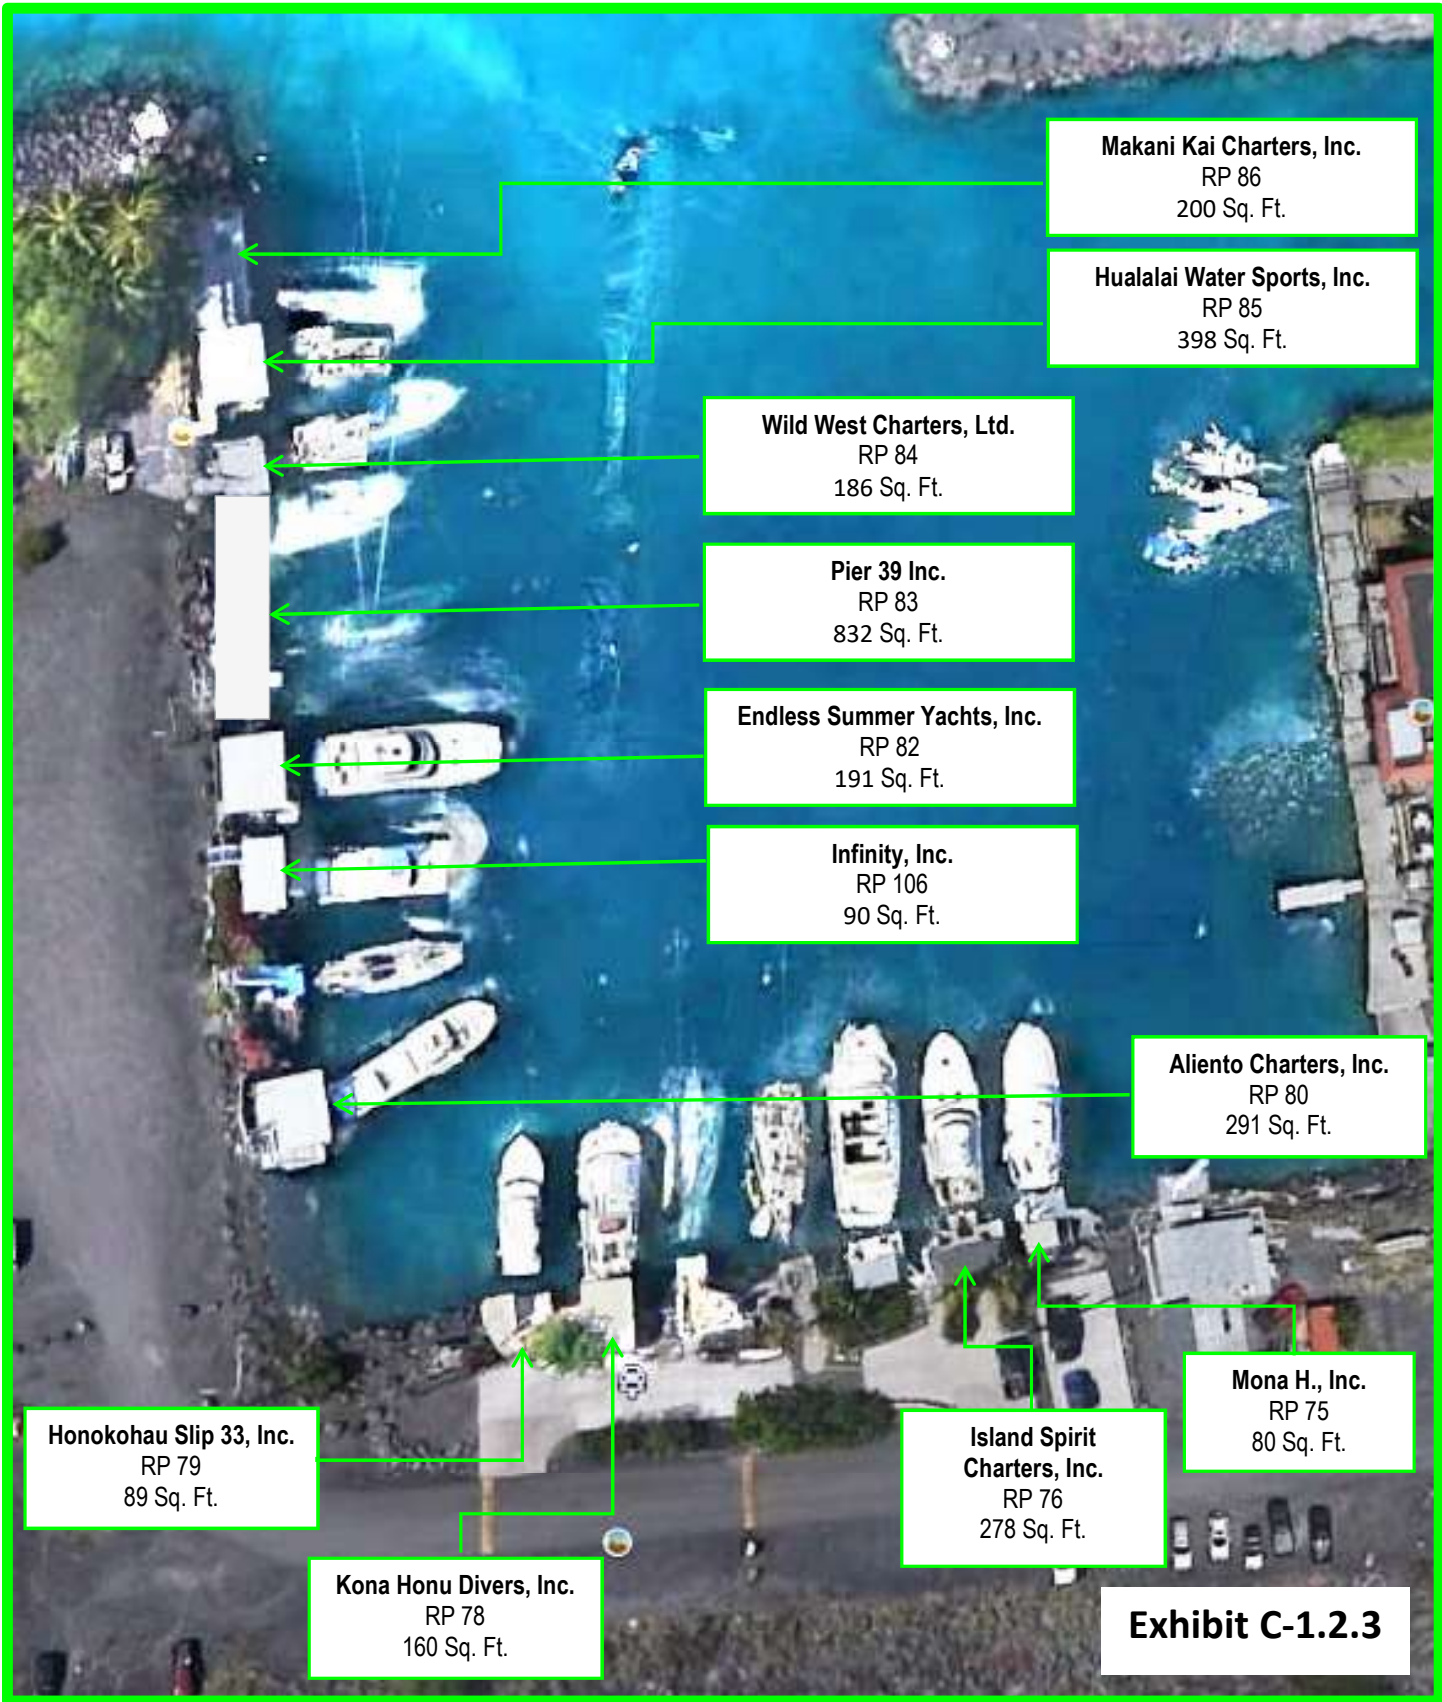 Makani Kai Charters, Inc.
RP 86
200 Sq. Ft.
Hualalai Water Sports, Inc.
RP 85
398 Sq. Ft.
Wild West Charters, Ltd.
RP 84
186 Sq. Ft.
Pier 39 Inc.
RP 83
832 Sq. Ft.
Endless Summer Yachts, Inc.
RP 82
191 Sq. Ft.
Infinity, Inc.
RP 106
90 Sq. Ft.
Aliento Charters, Inc.
RP 80
291 Sq. Ft.
Mona H., Inc.
RP 75
80 Sq. Ft.
Island Spirit
Charters, Inc.
RP 76
278 Sq. Ft.
Honokohau Slip 33, Inc.
RP 79
89 Sq. Ft.
Kona Honu Divers, Inc.
RP 78
160 Sq. Ft.
Exhibit C-1.2.3